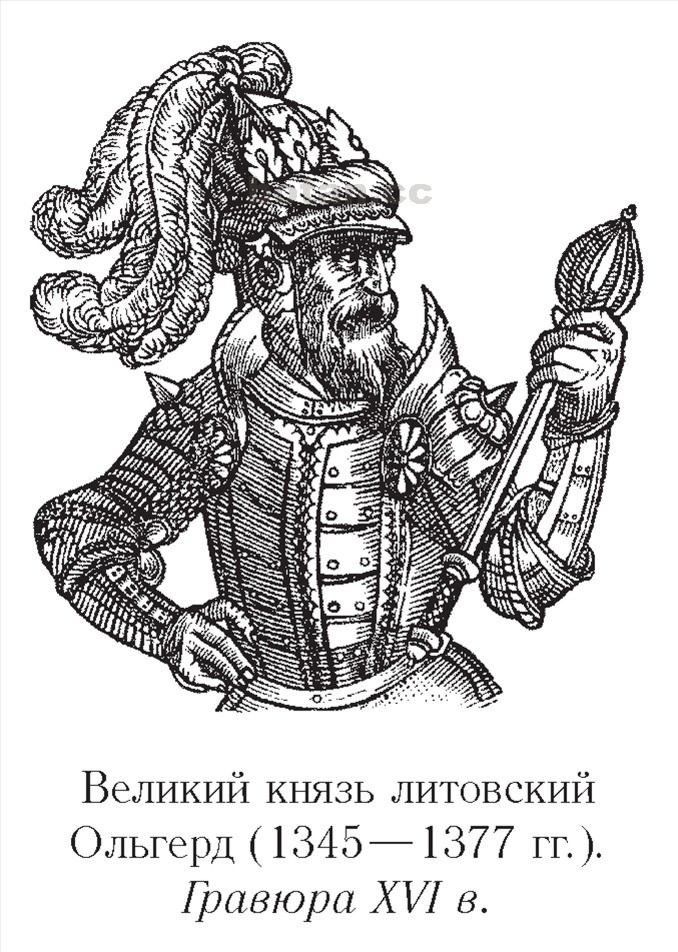 Великий князь литовский
Ольгерд (1345—1377 гг.).
Гравюра XVI в.